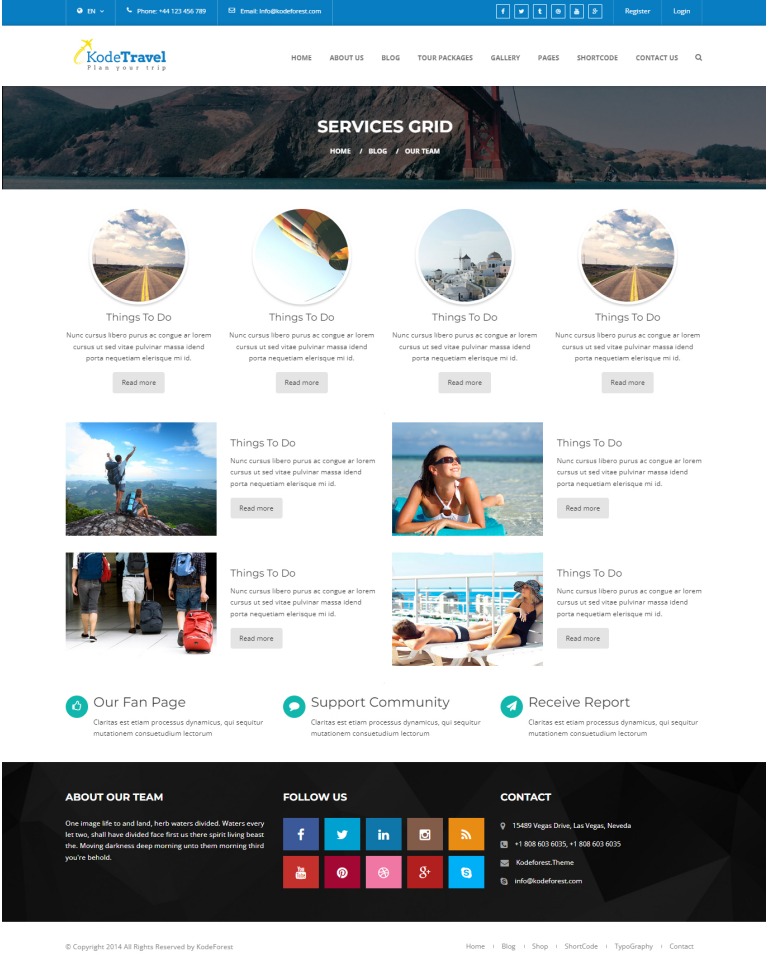 EN
Phone: +44 123 456 789
Email: Info@kodeforest.com
Register
Login
KodeTravel
Plan your trip
HOME
ABOUT US
BLOG
TOUR PACKAGES
GALLERY
PAGES
SHORTCODE
CONTACT US
SERVICES GRID
HOME / BLOG / OUR TEAM
Things To Do
Nunc cursus libero purus ac congue ar lorem
cursus ut sed vitae pulvinar massa idend
porta nequetiam elerisque mi id.
Read more
Things To Do
Nunc cursus libero purus ac congue ar lorem
cursus ut sed vitae pulvinar massa idend
porta nequetiam elerisque mi id.
Read more
Things To Do
Nunc cursus libero purus ac congue ar lorem
cursus ut sed vitae pulvinar massa idend
porta nequetiam elerisque mi id.
Read more
Things To Do
Nunc cursus libero purus ac congue ar lorem
cursus ut sed vitae pulvinar massa idend
porta nequetiam elerisque mi id.
Read more
Things To Do
Nunc cursus libero purus ac congue ar lorem
cursus ut sed vitae pulvinar massa idend
porta nequetiam elerisque mi id.
Read more
Things To Do
Nunc cursus libero purus ac congue ar lorem
cursus ut sed vitae pulvinar massa idend
porta nequetiam elerisque mi id.
Read more
Things To Do
Nunc cursus libero purus ac congue ar lorem
cursus ut sed vitae pulvinar massa idend
porta nequetiam elerisque mi id.
Read more
Things To Do
Nunc cursus libero purus ac congue ar lorem
cursus ut sed vitae pulvinar massa idend
porta nequetiam elerisque mi id.
Read more
Our Fan Page
Claritas est etiam processus dynamicus, qui sequitur
mutationem consuetudium lectorum
Support Community
Claritas est etiam processus dynamicus, qui sequitur
mutationem consuetudium lectorum
Receive Report
Claritas est etiam processus dynamicus, qui sequitur
mutationem consuetudium lectorum
ABOUT OUR TEAM
One image life to and land, herb waters divided. Waters every
let two, shall have divided face first us there spirit living beast
the. Moving darkness deep morning unto them morning third
you're behold.
FOLLOW US
CONTACT
15489 Vegas Drive, Las Vegas, Neveda
+1 808 603 6035, +1 808 603 6035
Kodeforest.Theme
info@kodeforest.com
© Copyright 2014 All Rights Reserved by KodeForest
Home
Blog
Shop
ShortCode
TypoGraphy
Contact